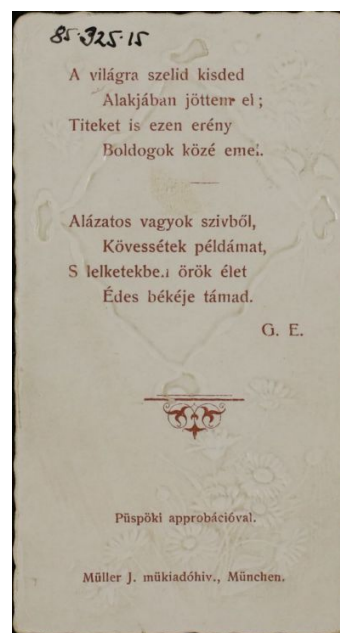 85.325.15
A világra szelid kisded
Alakjában jöttem el;
Titeket is ezen erény
Boldogok közé emel.
Alázatos vagyok szivből,
Kövessétek példámat,
S lelketekben örök élet
Édes békéje támad.
G. E.
Püspöki approbációval.
Müller J. műkiadóhiv., München.